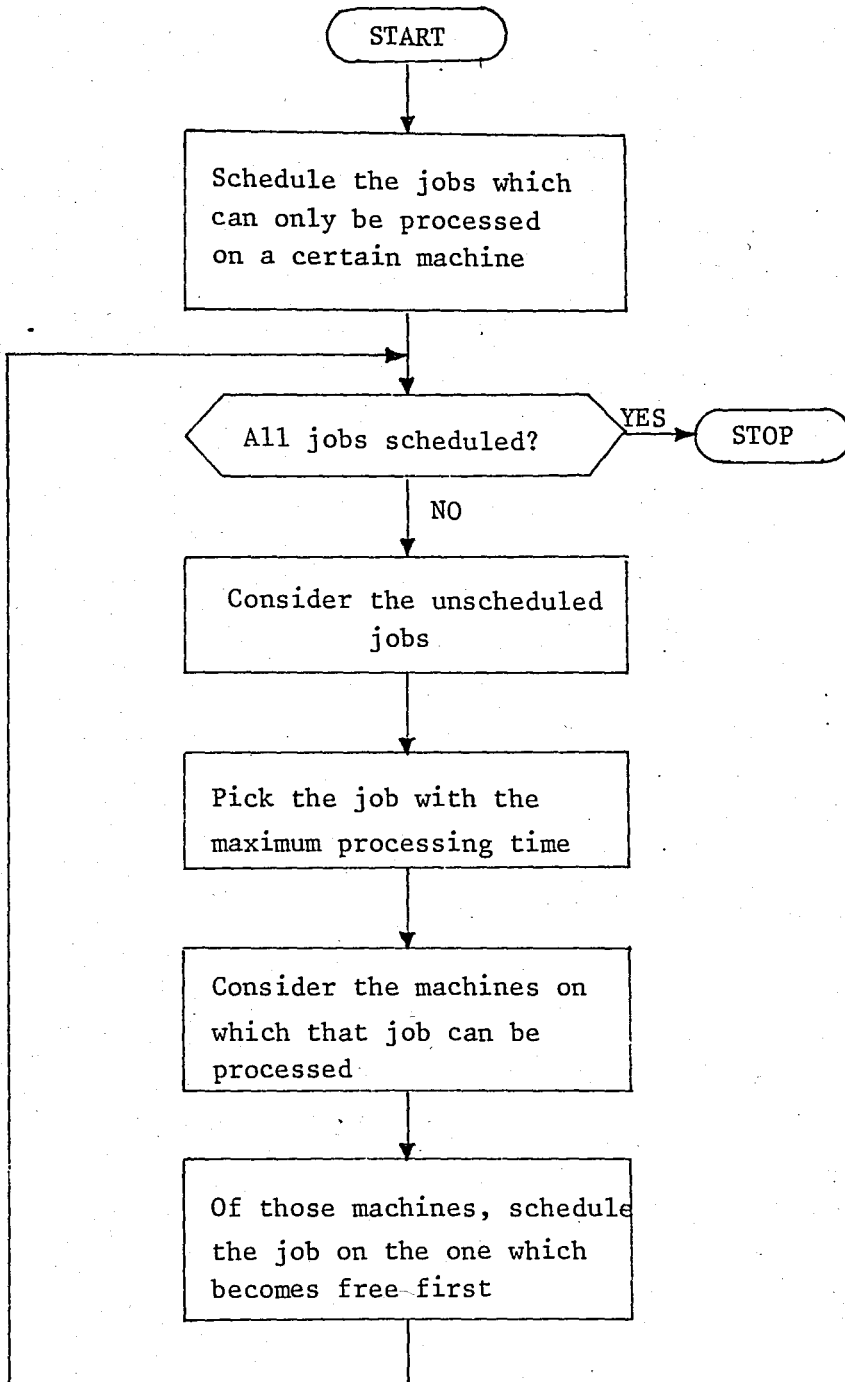 START
Schedule the jobs which
can only be processed
on a certain machine
All jobs scheduled?
YES
STOP
NO
Consider the unscheduled
jobs
Pick the job with the
maximum processing time
Consider the machines on
which that job can be
processed
Of those machines, schedule
the job on the one which
becomes free first